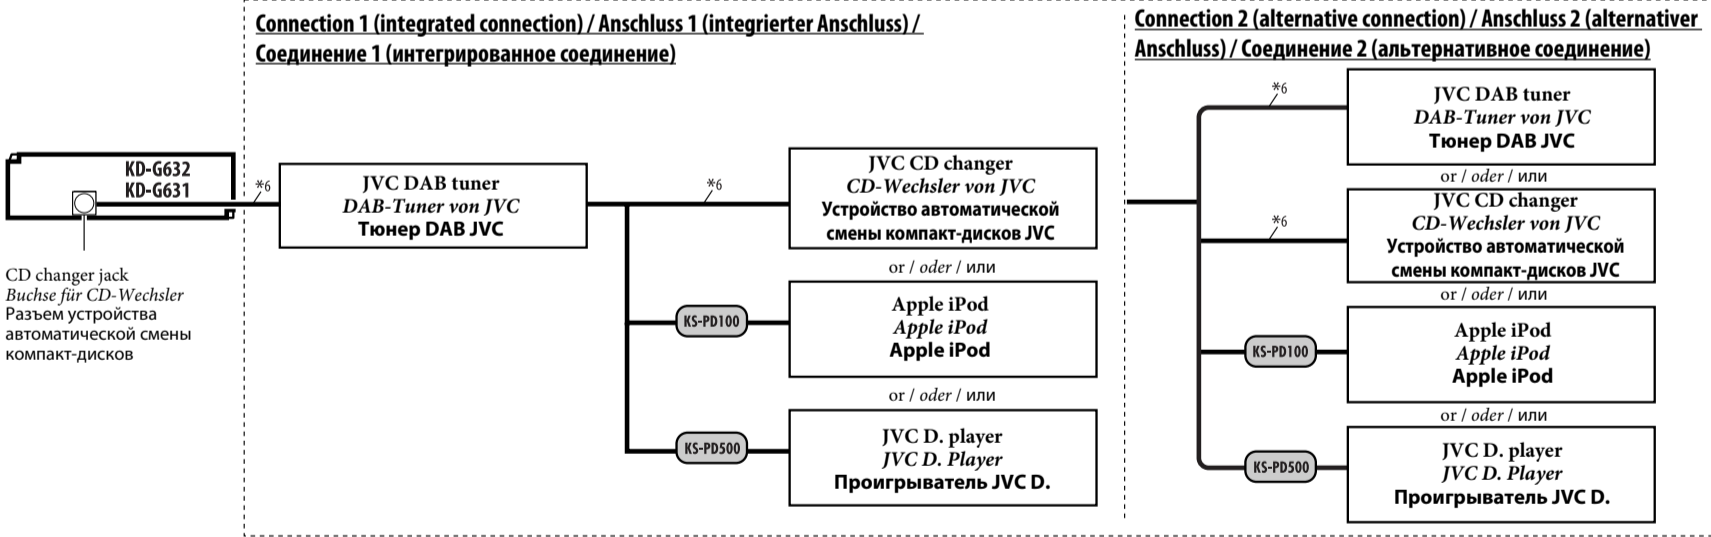 Connection 1 (integrated connection) / Anschluss 1 (integrierter Anschluss) /
Соединение 1 (интегрированное соединение)
KD-G632
KD-G631
CD changer jack
Buchse für CD-Wechsler
Разъем устройства
автоматической смены
компакт-дисков
*6
JVC DAB tuner
DAB-Tuner von JVC
Тюнер DAB JVC
*6
JVC CD changer
CD-Wechsler von JVC
Устройство автоматической
смены компакт-дисков JVC
or / oder / или
KS-PD100
Apple iPod
Apple iPod
Apple iPod
or / oder / или
KS-PD500
JVC D. player
JVC D. Player
Проигрыватель JVC D.
Connection 2 (alternative connection) / Anschluss 2 (alternativer
Anschluss) / Соединение 2 (альтернативное соединение)
*6
JVC DAB tuner
DAB-Tuner von JVC
Тюнер DAB JVC
or / oder / или
*6
JVC CD changer
CD-Wechsler von JVC
Устройство автоматической
смены компакт-дисков JVC
or / oder / или
KS-PD100
Apple iPod
Apple iPod
Apple iPod
or / oder / или
KS-PD500
JVC D. player
JVC D. Player
Проигрыватель JVC D.